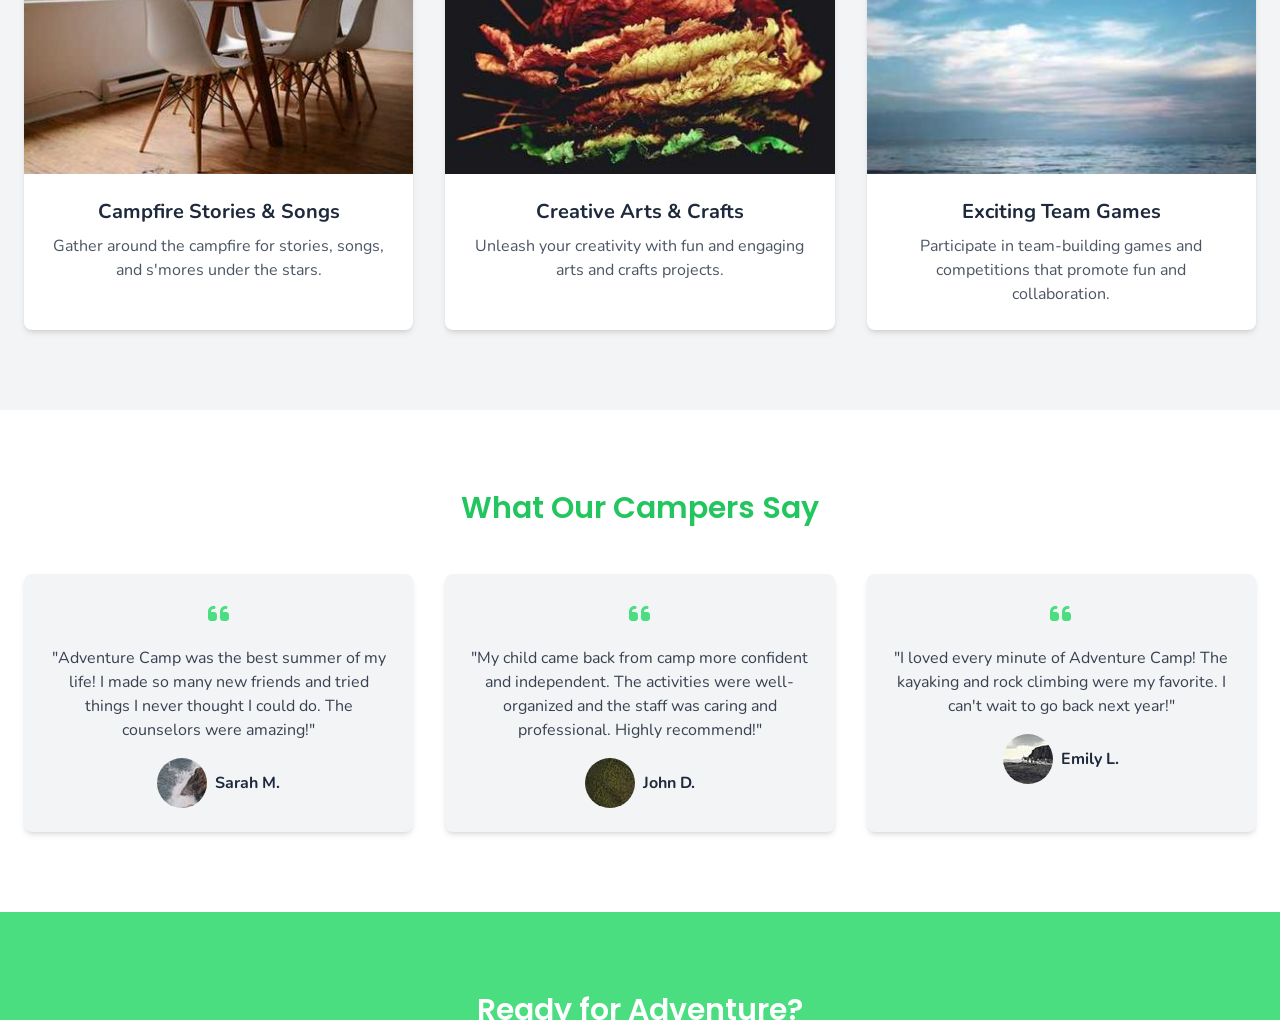 Campfire Stories & Songs
Gather around the campfire for stories, songs,
and s'mores under the stars.
Creative Arts & Crafts
Unleash your creativity with fun and engaging
arts and crafts projects.
Exciting Team Games
Participate in team-building games and
competitions that promote fun and
collaboration.
What Our Campers Say
"Adventure Camp was the best summer of my
life! I made so many new friends and tried
things I never thought I could do. The
counselors were amazing!"
Sarah M.
"My child came back from camp more confident
and independent. The activities were well-
organized and the staff was caring and
professional. Highly recommend!"
John D.
"I loved every minute of Adventure Camp! The
kayaking and rock climbing were my favorite. I
can't wait to go back next year!"
Emily L.
Ready for Adventure?